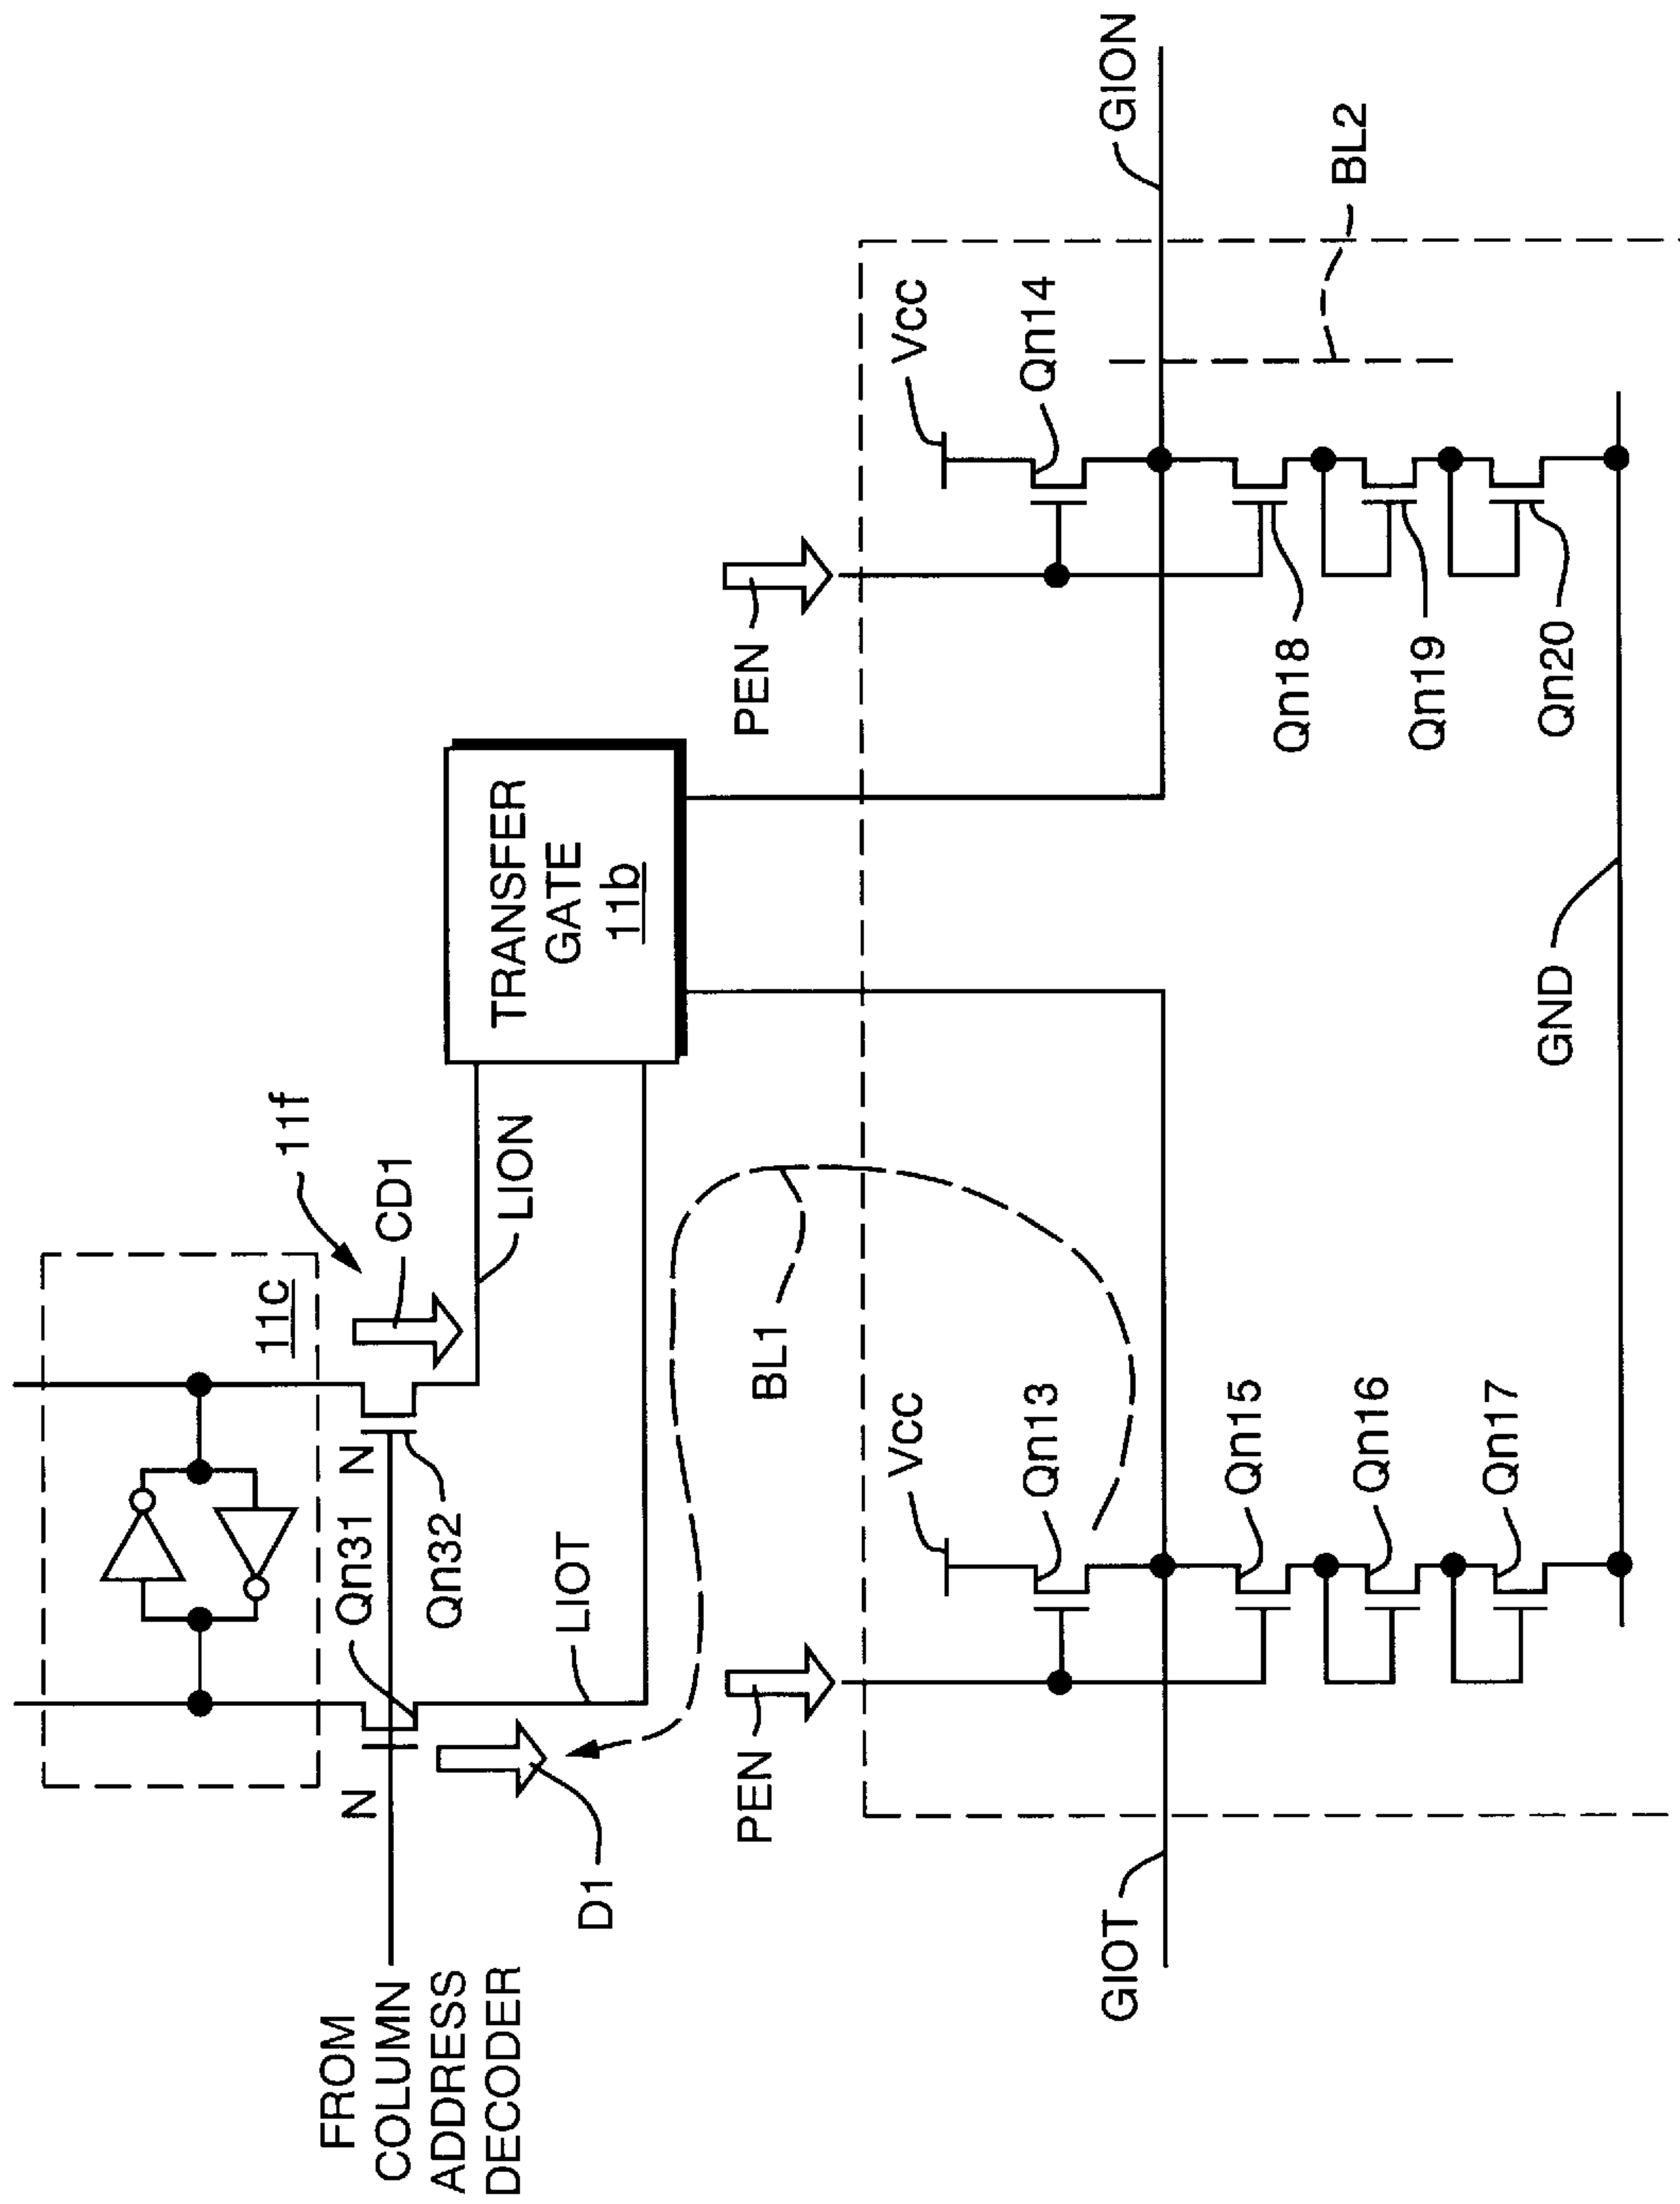 11c
11f
N
N
Qn31
Qn32
CD1
D1
FROM
COLUMN
ADDRESS
DECODER
LION
LIOT
TRANSFER
GATE
11b
BL1
PEN
PEN
Vcc
Vcc
Qn13
Qn14
GIOT
GION
BL2
Qn15
Qn16
Qn17
Qn18
Qn19
Qn20
GND